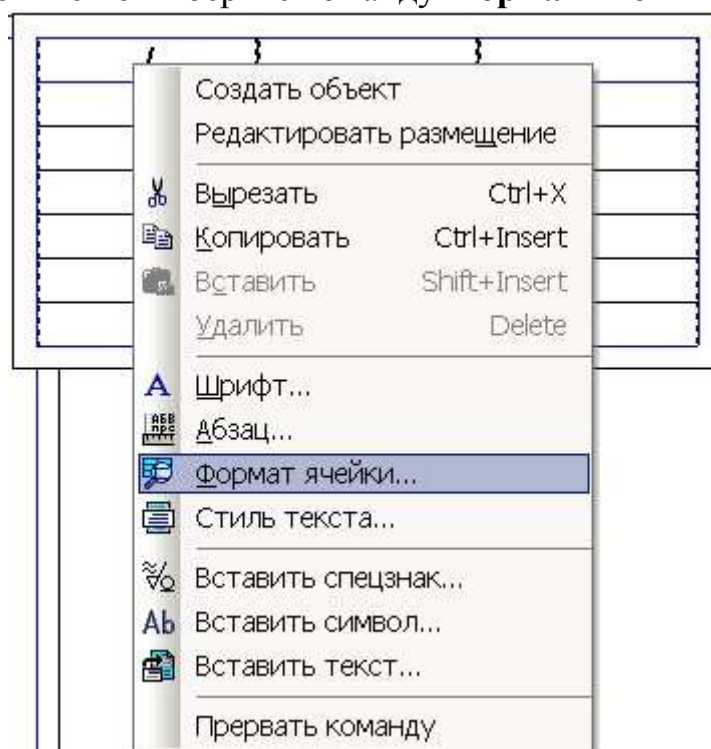 Создать объект
Редактировать размещение
Вырезать Ctrl+X
Копировать Ctrl+Insert
Вставить Shift+Insert
Удалить Delete
Шрифт...
Абзац...
Формат ячейки...
Стиль текста...
Вставить спецзнак...
Вставить символ...
Вставить текст...
Прервать команду